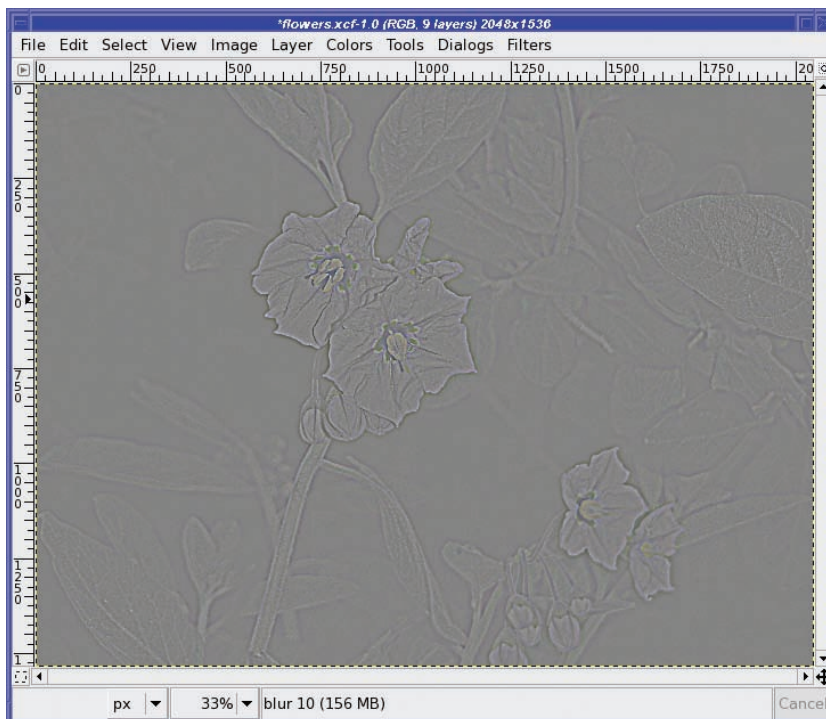 *flowers.xcf-1.0 (RGB, 9 layers) 2048x1536
File Edit Select View Image Layer Colors Tools Dialogs Filters
0 250 500 750 1000 1250 1500 1750 20
0
250
500
750
1000
1250
1
px 33% blur 10 (156 MB) Cancel